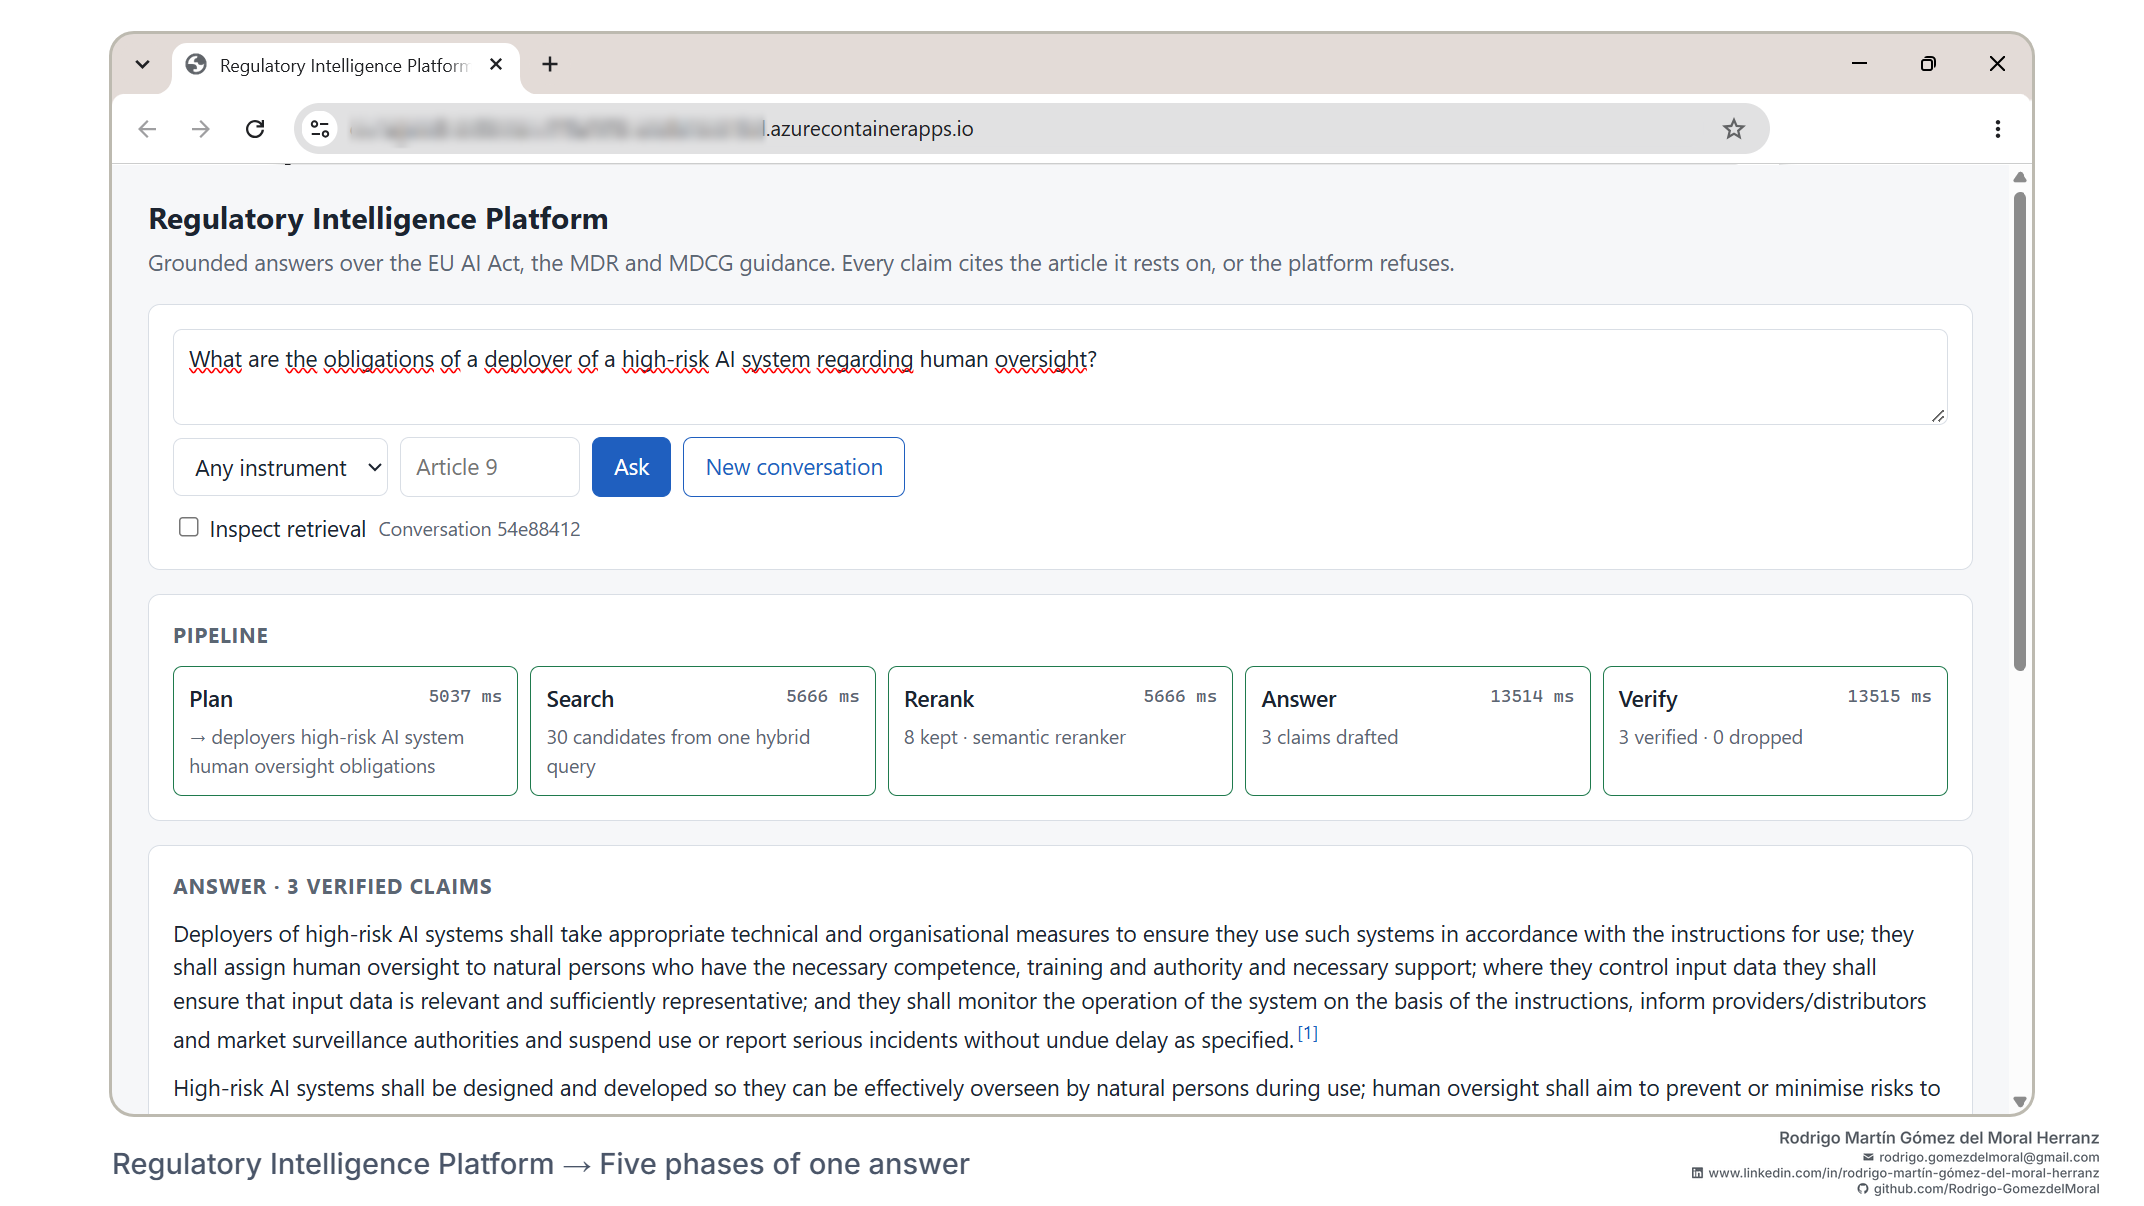 Regulatory Intelligence Platform
.azurecontainerapps.io
Regulatory Intelligence Platform
Grounded answers over the EU AI Act, the MDR and MDCG guidance. Every claim cites the article it rests on, or the platform refuses.
What are the obligations of a deployer of a high-risk AI system regarding human oversight?
Any instrument
Article 9
Ask
New conversation
Inspect retrieval
Conversation 54e88412
PIPELINE
Plan
5037 ms
→ deployers high-risk AI system
human oversight obligations
Search
5666 ms
30 candidates from one hybrid
query
Rerank
5666 ms
8 kept · semantic reranker
Answer
13514 ms
3 claims drafted
Verify
13515 ms
3 verified · 0 dropped
ANSWER · 3 VERIFIED CLAIMS
Deployers of high-risk AI systems shall take appropriate technical and organisational measures to ensure they use such systems in accordance with the instructions for use; they
shall assign human oversight to natural persons who have the necessary competence, training and authority and necessary support; where they control input data they shall
ensure that input data is relevant and sufficiently representative; and they shall monitor the operation of the system on the basis of the instructions, inform providers/distributors
and market surveillance authorities and suspend use or report serious incidents without undue delay as specified. [1]
High-risk AI systems shall be designed and developed so they can be effectively overseen by natural persons during use; human oversight shall aim to prevent or minimise risks to
Regulatory Intelligence Platform → Five phases of one answer
Rodrigo Martín Gómez del Moral Herranz
rodrigo.gomezdelmoral@gmail.com
www.linkedin.com/in/rodrigo-martín-gómez-del-moral-herranz
github.com/Rodrigo-GomezdelMoral